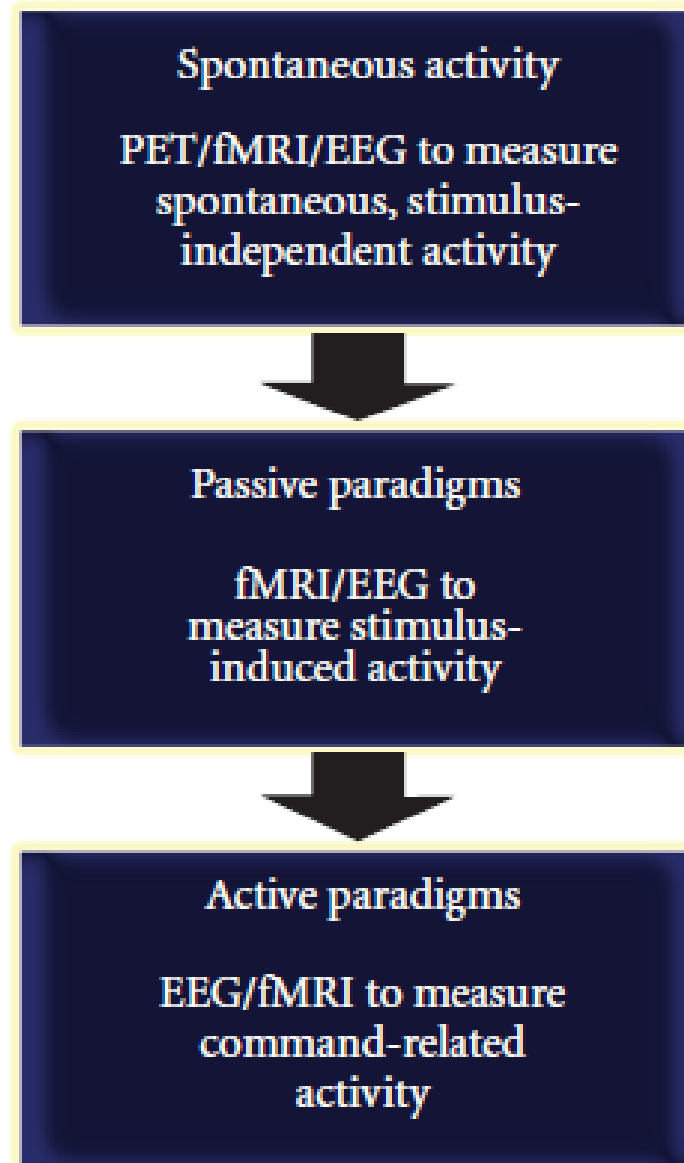 Spontaneous activity
PET/fMRI/EEG to measure
spontaneous, stimulus-
independent activity
Passive paradigms
fMRI/EEG to
measure stimulus-
induced activity
Active paradigms
EEG/fMRI to measure
command-related
activity